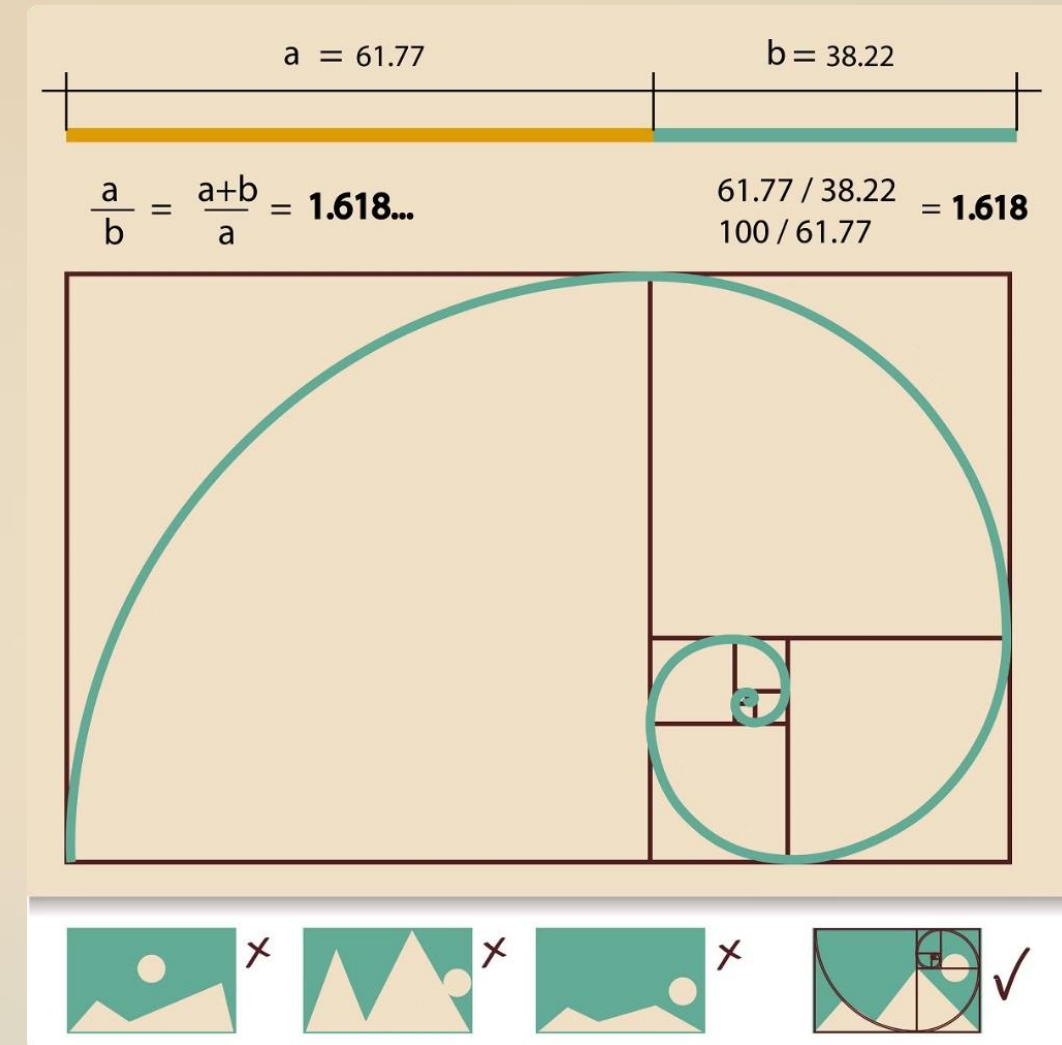 a = 61.77 b = 38.22
a/b = a+b/a = 1.618...
61.77 / 38.22
100 / 61.77 = 1.618